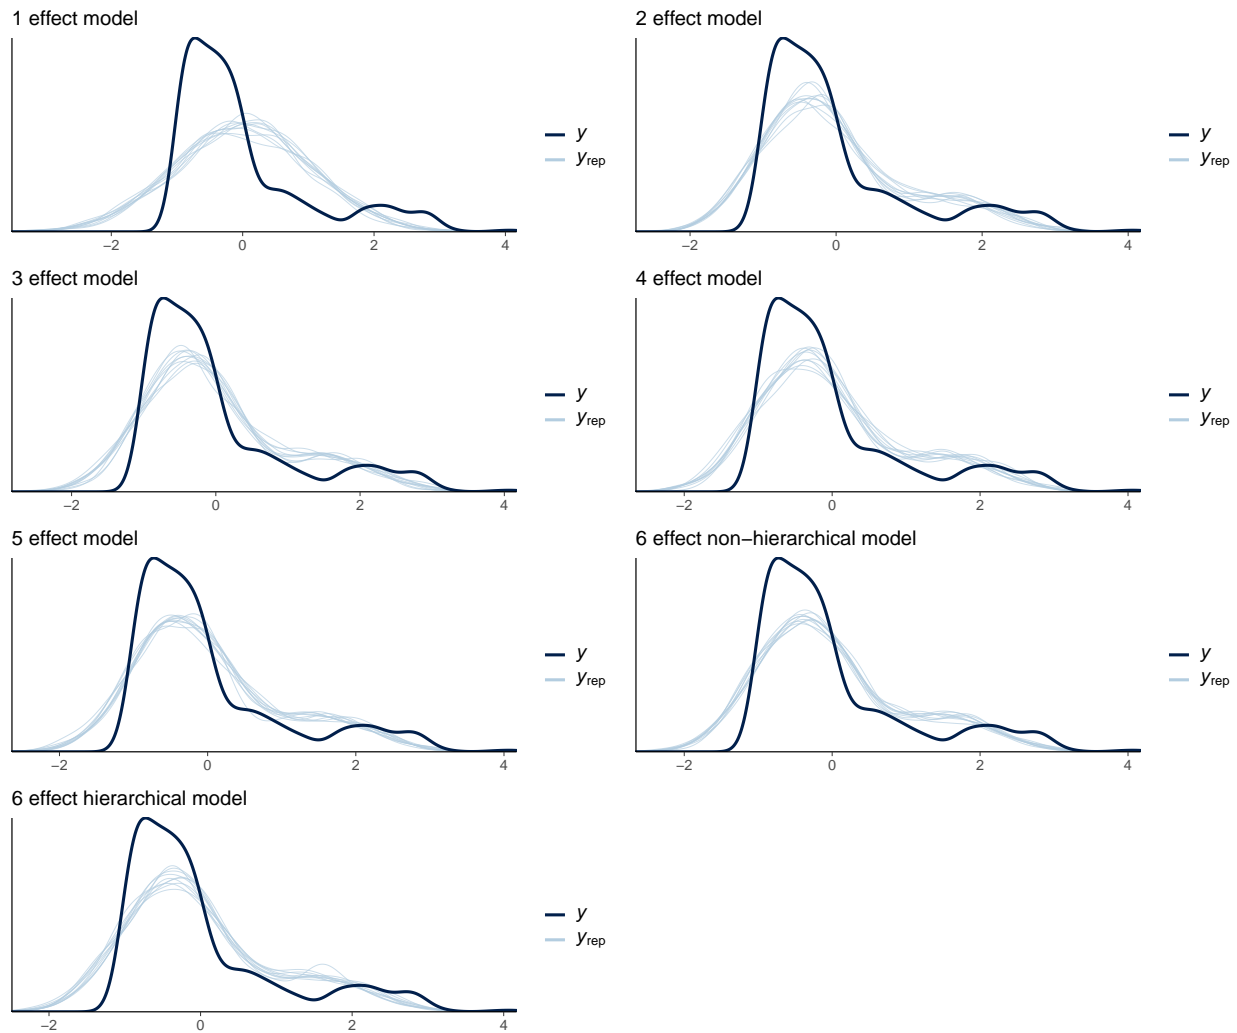 1 effect model
y
yrep
−2 0 2 4
2 effect model
y
yrep
−2 0 2 4
3 effect model
y
yrep
−2 0 2 4
4 effect model
y
yrep
−2 0 2 4
5 effect model
y
yrep
−2 0 2 4
6 effect non−hierarchical model
y
yrep
−2 0 2 4
6 effect hierarchical model
y
yrep
−2 0 2 4